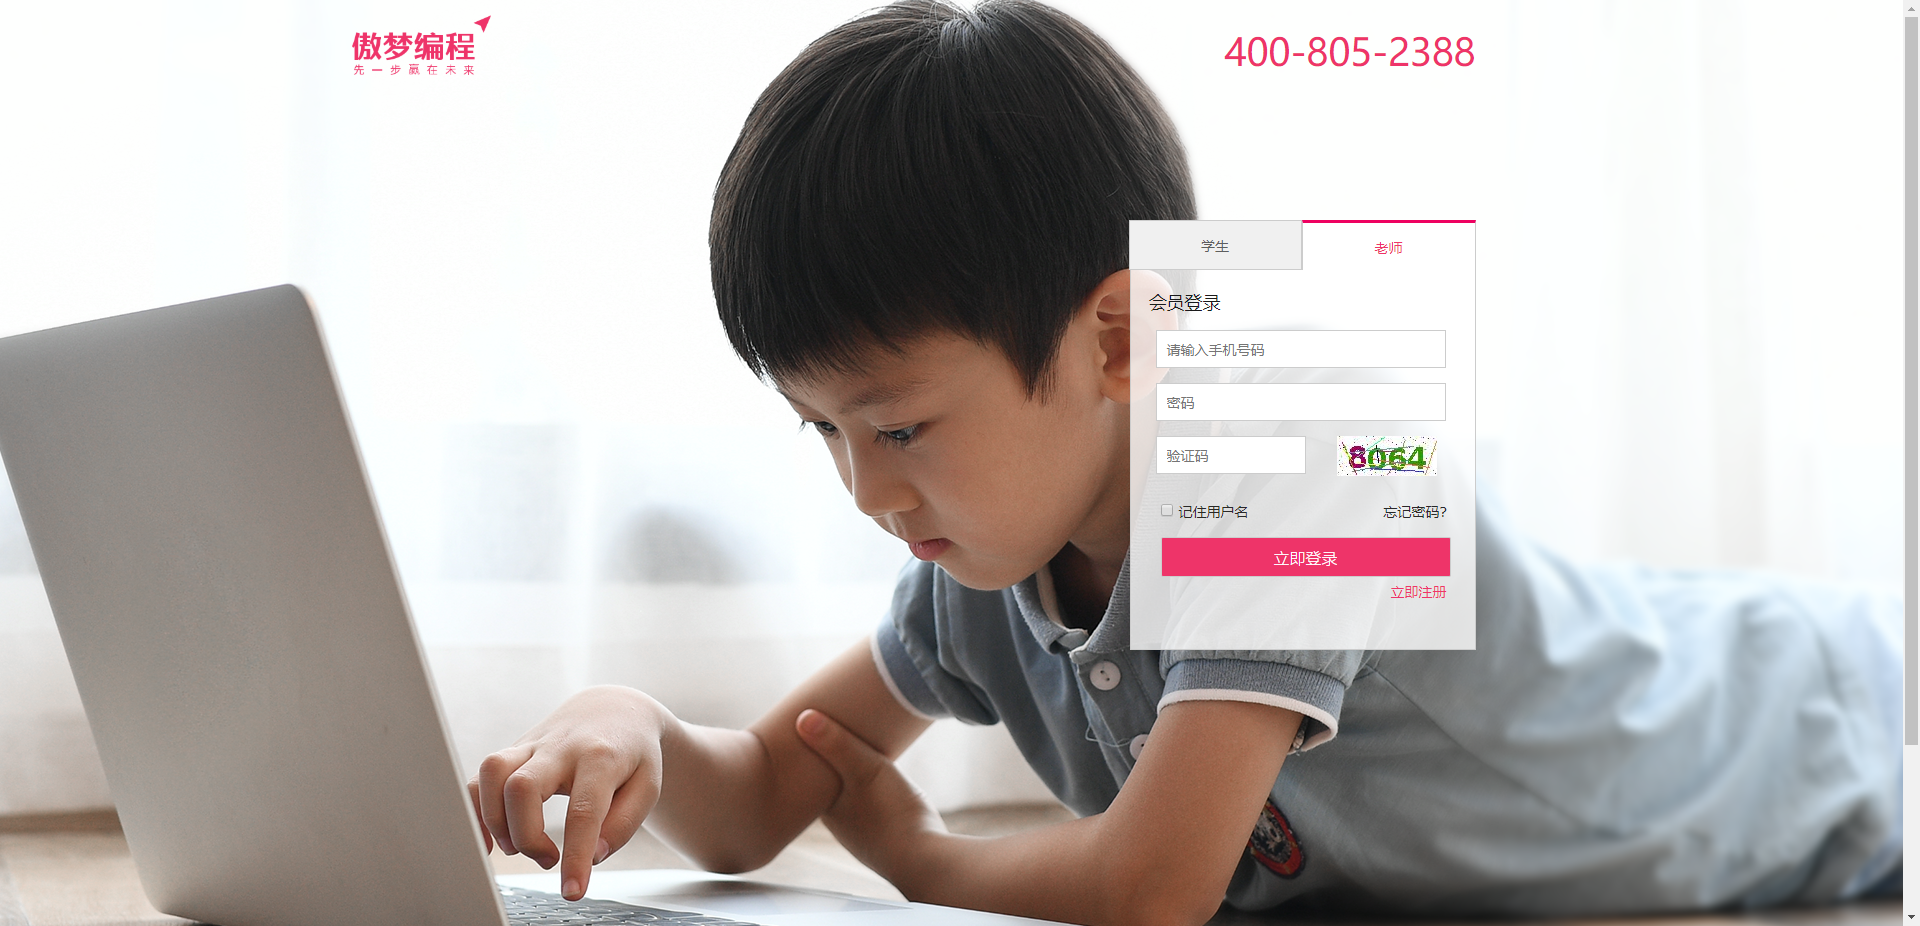 傲梦编程
先一步赢在未来
400-805-2388
学生
老师
会员登录
请输入手机号码
密码
验证码
8064
记住用户名
忘记密码?
立即登录
立即注册